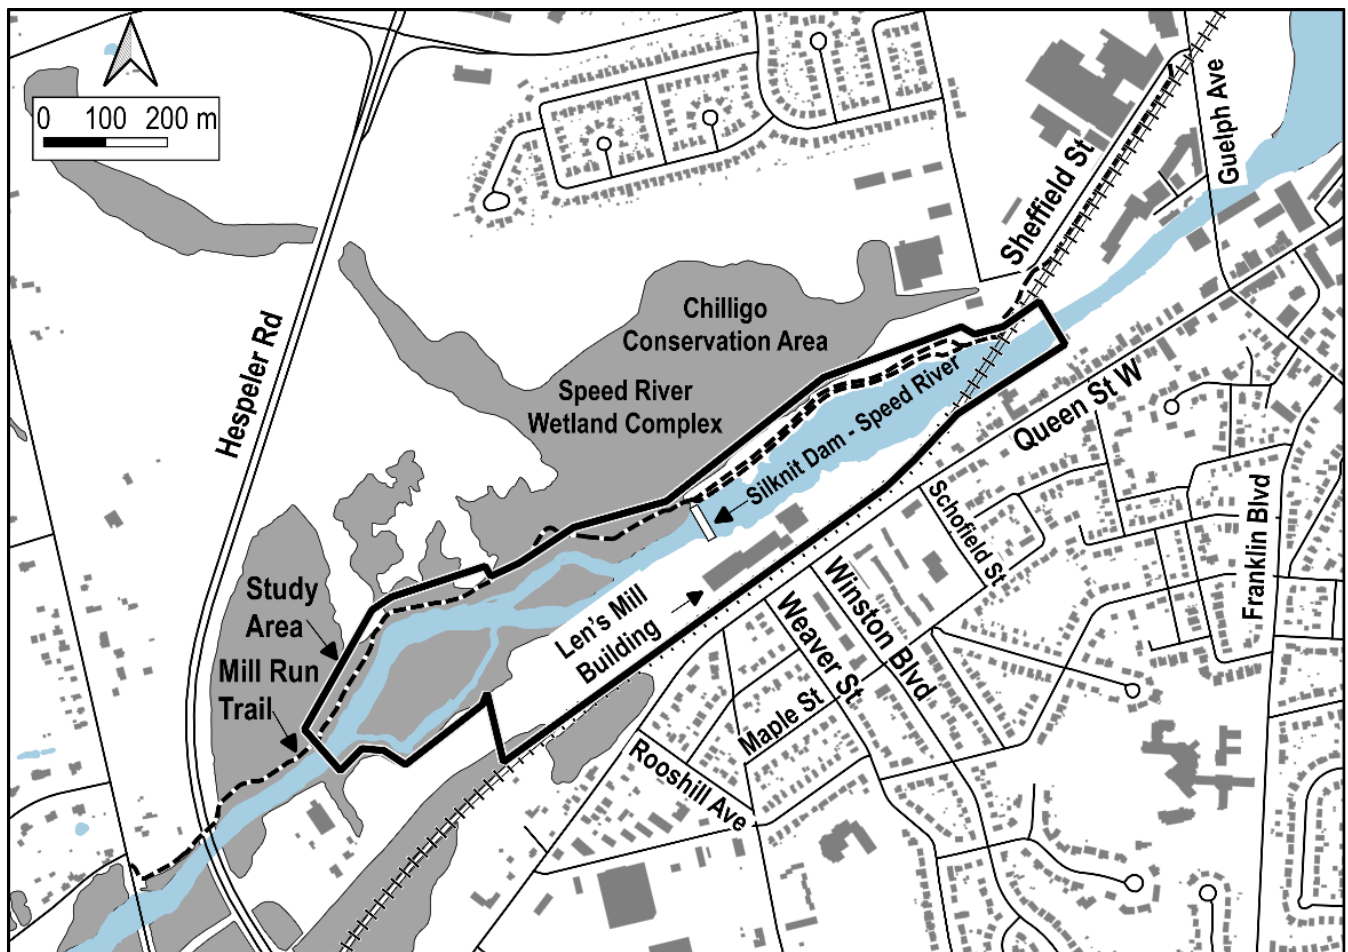 0 100 200 m
Guelph Ave
Sheffield St
Chilligo
Conservation Area
Hespeler Rd
Speed River
Wetland Complex
Silknit Dam - Speed River
Queen St W
Schofield St
Franklin Blvd
Study
Area
Len's Mill
Building
Winston Blvd
Weaver St
Mill Run
Trail
Maple St
Rooshill Ave